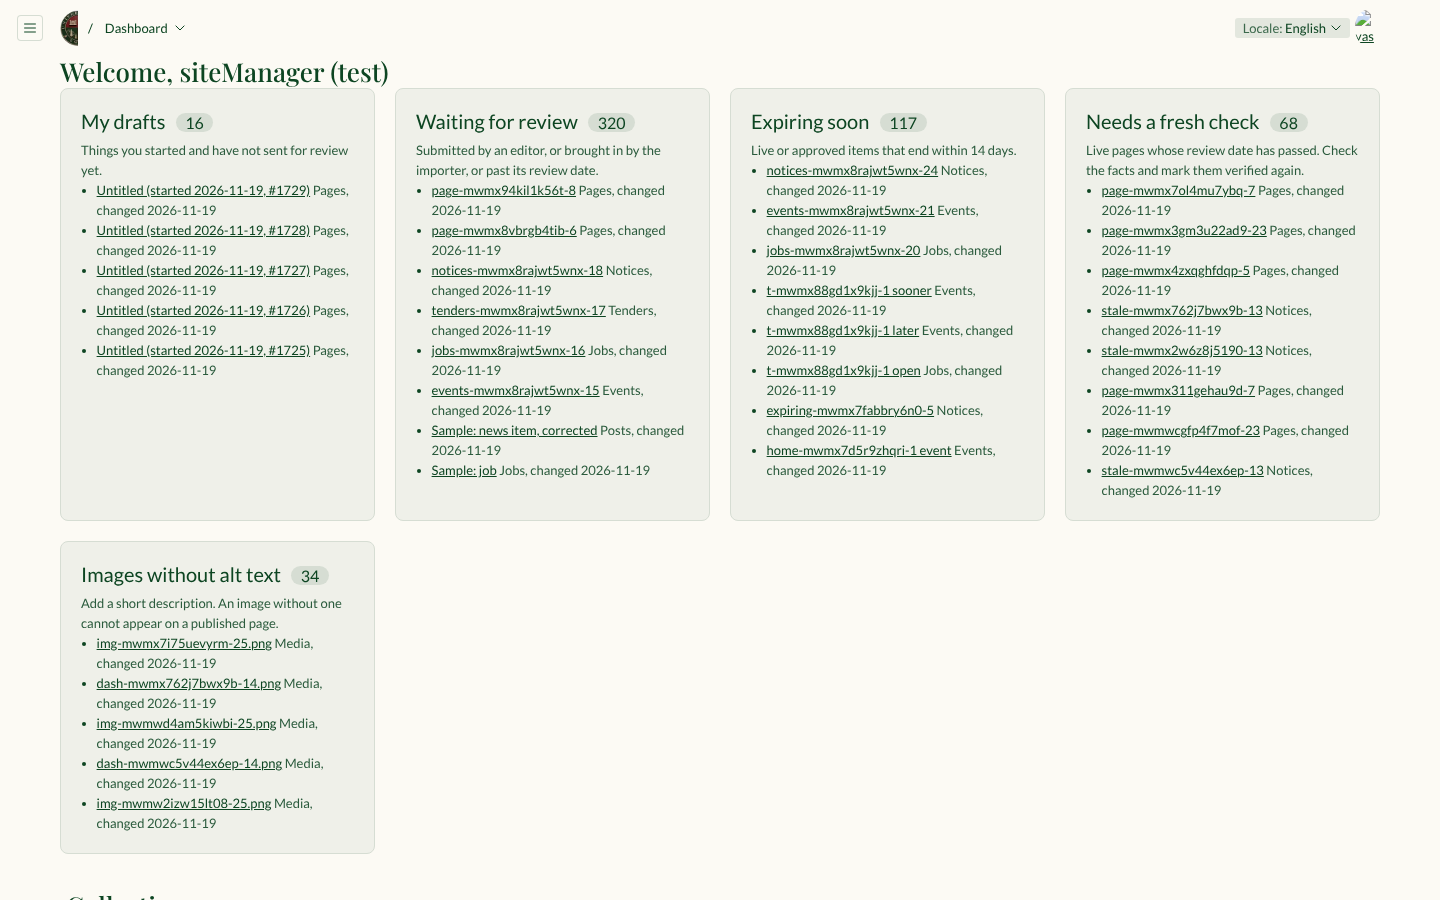 / Dashboard
Locale: English
vas
Welcome, siteManager (test)
My drafts 16
Things you started and have not sent for review
yet.
Untitled (started 2026-11-19, #1729) Pages,
changed 2026-11-19
Untitled (started 2026-11-19, #1728) Pages,
changed 2026-11-19
Untitled (started 2026-11-19, #1727) Pages,
changed 2026-11-19
Untitled (started 2026-11-19, #1726) Pages,
changed 2026-11-19
Untitled (started 2026-11-19, #1725) Pages,
changed 2026-11-19
Waiting for review 320
Submitted by an editor, or brought in by the
importer, or past its review date.
page-mwmx94kil1k56t-8 Pages, changed
2026-11-19
page-mwmx8vbrgb4tib-6 Pages, changed
2026-11-19
notices-mwmx8rajwt5wnx-18 Notices,
changed 2026-11-19
tenders-mwmx8rajwt5wnx-17 Tenders,
changed 2026-11-19
jobs-mwmx8rajwt5wnx-16 Jobs, changed
2026-11-19
events-mwmx8rajwt5wnx-15 Events,
changed 2026-11-19
Sample: news item, corrected Posts, changed
2026-11-19
Sample: job Jobs, changed 2026-11-19
Expiring soon 117
Live or approved items that end within 14 days.
notices-mwmx8rajwt5wnx-24 Notices,
changed 2026-11-19
events-mwmx8rajwt5wnx-21 Events,
changed 2026-11-19
jobs-mwmx8rajwt5wnx-20 Jobs, changed
2026-11-19
t-mwmx88gd1x9kjj-1 sooner Events,
changed 2026-11-19
t-mwmx88gd1x9kjj-1 later Events, changed
2026-11-19
t-mwmx88gd1x9kjj-1 open Jobs, changed
2026-11-19
expiring-mwmx7fabbry6n0-5 Notices,
changed 2026-11-19
home-mwmx7d5r9zhqri-1 event Events,
changed 2026-11-19
Needs a fresh check 68
Live pages whose review date has passed. Check
the facts and mark them verified again.
page-mwmx7ol4mu7ybq-7 Pages, changed
2026-11-19
page-mwmx3gm3u22ad9-23 Pages, changed
2026-11-19
page-mwmx4zxqghfdqp-5 Pages, changed
2026-11-19
stale-mwmx762j7bwx9b-13 Notices,
changed 2026-11-19
stale-mwmx2w6z8j5190-13 Notices,
changed 2026-11-19
page-mwmx311gehau9d-7 Pages, changed
2026-11-19
page-mwmwcgfp4f7mof-23 Pages, changed
2026-11-19
stale-mwmwc5v44ex6ep-13 Notices,
changed 2026-11-19
Images without alt text 34
Add a short description. An image without one
cannot appear on a published page.
img-mwmx7i75uevyrm-25.png Media,
changed 2026-11-19
dash-mwmx762j7bwx9b-14.png Media,
changed 2026-11-19
img-mwmwd4am5kiwbi-25.png Media,
changed 2026-11-19
dash-mwmwc5v44ex6ep-14.png Media,
changed 2026-11-19
img-mwmw2izw15lt08-25.png Media,
changed 2026-11-19